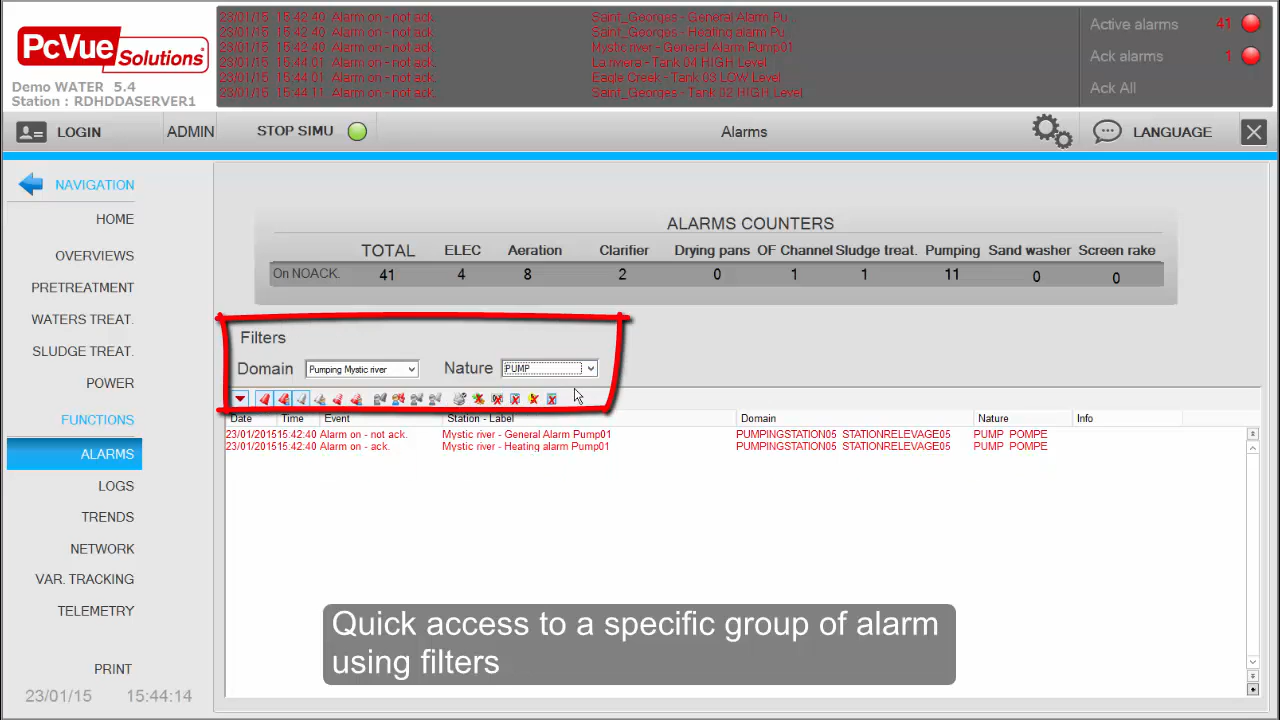 PcVue Solutions®
Demo WATER 5.4
Station : RDHDDASERVER1
23/01/15 15:42:40 Alarm on - not ack. Saint_Georges - General Alarm Pu
23/01/15 15:42:40 Alarm on - not ack. Saint_Georges - Heating alarm Pu
23/01/15 15:42:40 Alarm on - not ack. Mystic river - General Alarm Pump01
23/01/15 15:44:01 Alarm on - not ack. La riviera - Tank 04 HIGH Level
23/01/15 15:44:01 Alarm on - not ack. Eagle Creek - Tank 03 LOW Level
23/01/15 15:44:11 Alarm on - not ack. Saint_Georges - Tank 02 HIGH Level
Active alarms 41
Ack alarms 1
Ack All
LOGIN ADMIN STOP SIMU Alarms LANGUAGE
NAVIGATION
HOME
OVERVIEWS
PRETREATMENT
WATERS TREAT.
SLUDGE TREAT.
POWER
FUNCTIONS
ALARMS
LOGS
TRENDS
NETWORK
VAR. TRACKING
TELEMETRY
PRINT
23/01/15 15:44:14
ALARMS COUNTERS
TOTAL ELEC Aeration Clarifier Drying pans OF Channel Sludge treat. Pumping Sand washer Screen rake
On NOACK. 41 4 8 2 0 1 1 11 0 0
Filters
Domain Pumping Mystic river Nature PUMP
Date Time Event Station - Label Domain Nature Info
23/01/2015 15:42:40 Alarm on - not ack. Mystic river - General Alarm Pump01 PUMPINGSTATION05 STATIONRELEVAGE05 PUMP POMPE
23/01/2015 15:42:40 Alarm on - ack. Mystic river - Heating alarm Pump01 PUMPINGSTATION05 STATIONRELEVAGE05 PUMP POMPE
Quick access to a specific group of alarm
using filters